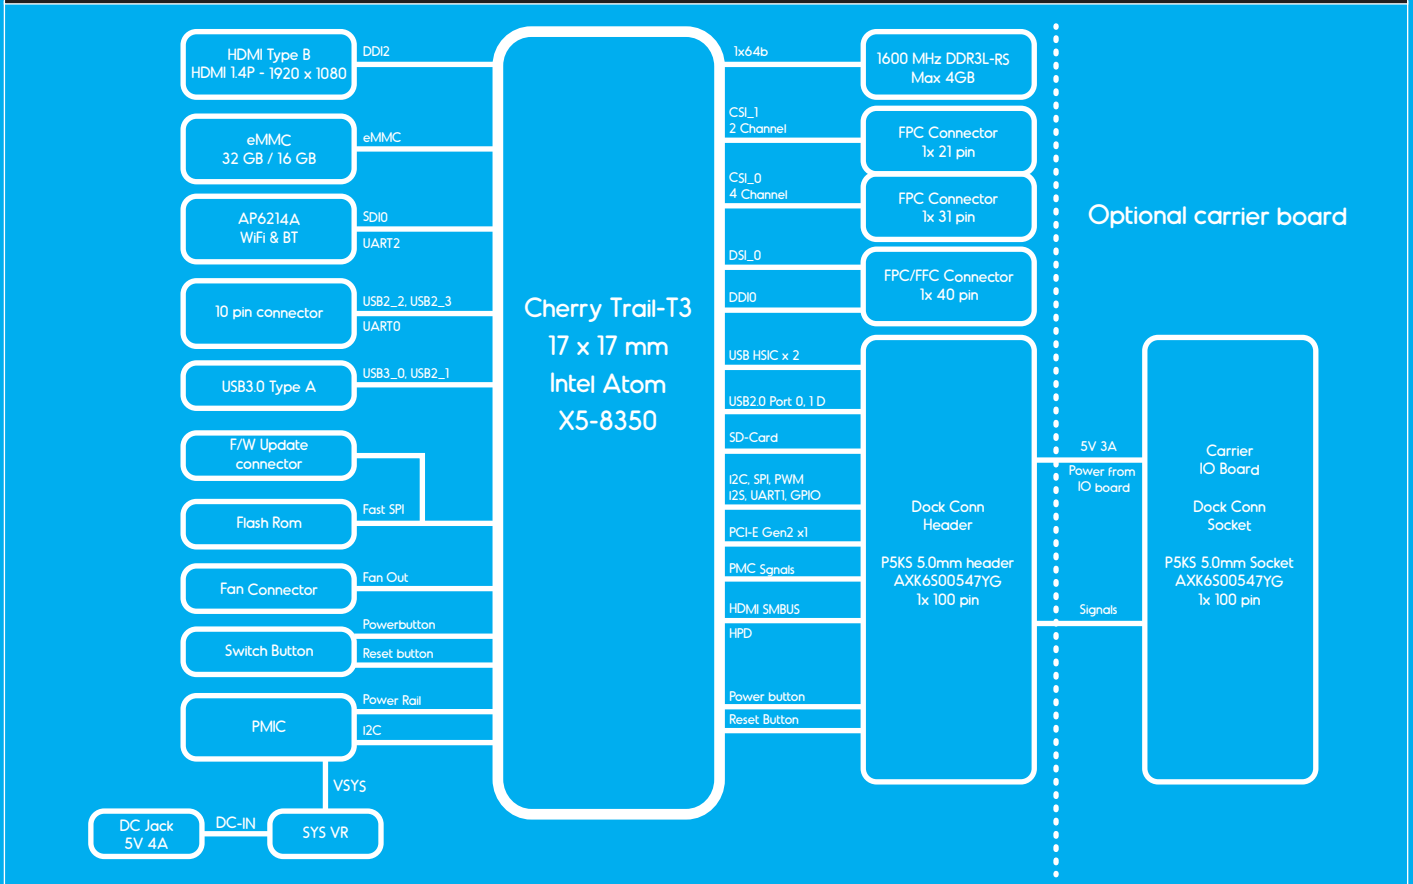 HDMI Type B
HDMI 1.4P - 1920 x 1080
DDI2
eMMC
32 GB / 16 GB
eMMC
AP6214A
WiFi & BT
SDIO
UART2
10 pin connector
USB2_2, USB2_3
UART0
USB3.0 Type A
USB3_0, USB2_1
F/W Update
connector
Flash Rom
Fast SPI
Fan Connector
Fan Out
Switch Button
Powerbutton
Reset button
PMIC
Power Rail
I2C
VSYS
DC Jack
5V 4A
DC-IN
SYS VR
Cherry Trail-T3
17 x 17 mm
Intel Atom
X5-8350
1x64b
1600 MHz DDR3L-RS
Max 4GB
CSI_1
2 Channel
FPC Connector
1x 21 pin
CSI_0
4 Channel
FPC Connector
1x 31 pin
DSI_0
DDI0
FPC/FFC Connector
1x 40 pin
USB HSIC x 2
USB2.0 Port 0, 1 D
SD-Card
I2C, SPI, PWM
I2S, UART1, GPIO
PCI-E Gen2 x1
PMC Sgnals
HDMI SMBUS
HPD
Power button
Reset Button
Dock Conn
Header
P5KS 5.0mm header
AXK6S00547YG
1x 100 pin
Optional carrier board
5V 3A
Power from
IO board
Signals
Carrier
IO Board
Dock Conn
Socket
P5KS 5.0mm Socket
AXK6S00547YG
1x 100 pin